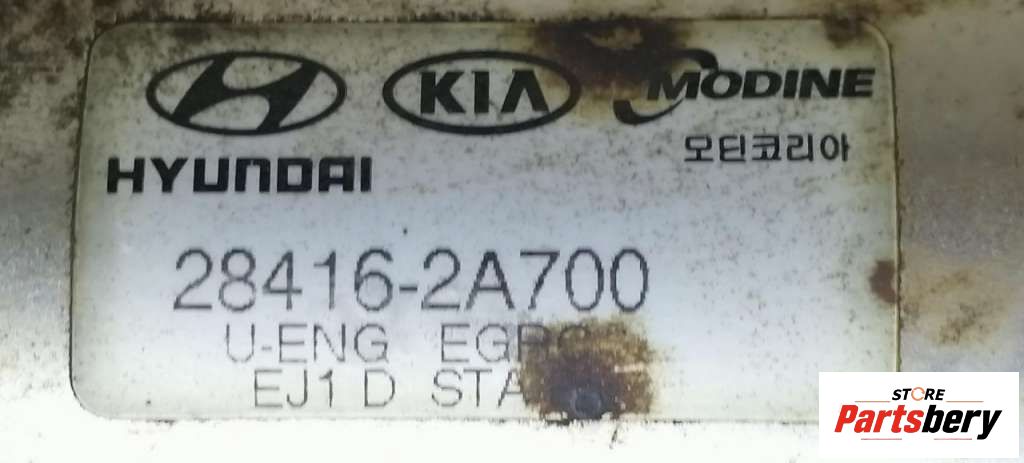 KIA MODINE
모딘코리아
HYUNDAI
28416-2A700
U-ENG
EJ1 D
STORE
Partsbery